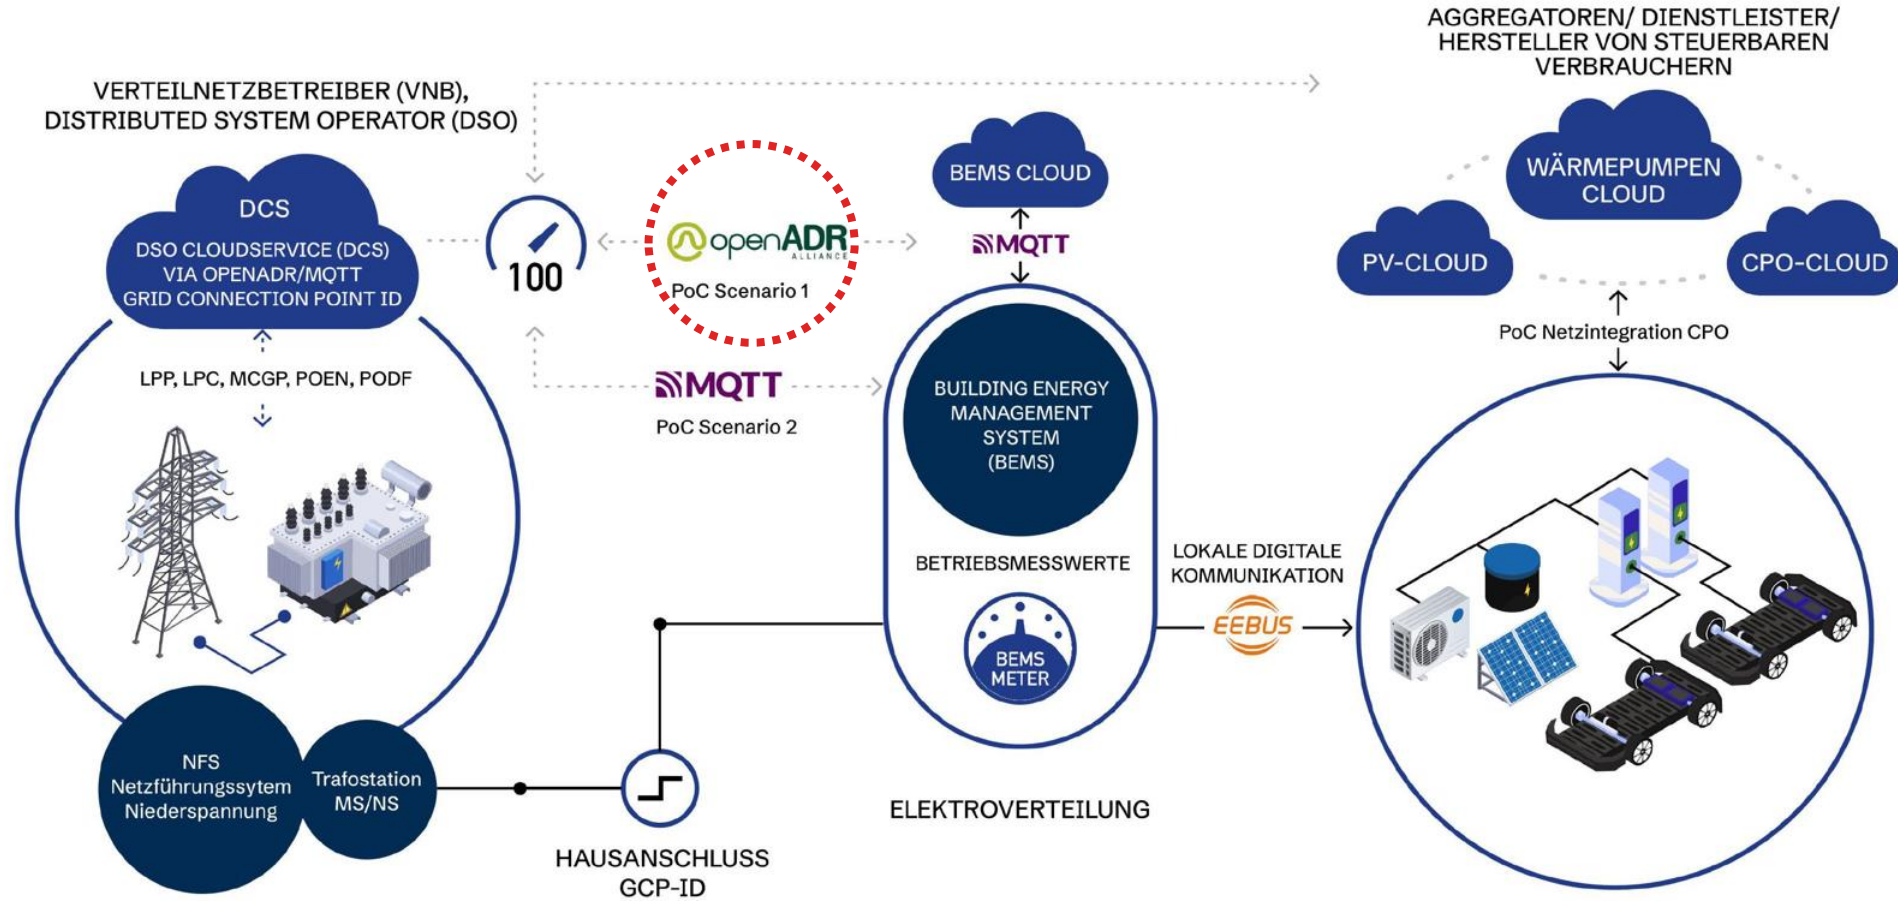 VERTEILNETZBETREIBER (VNB),
DISTRIBUTED SYSTEM OPERATOR (DSO)
DCS
DSO CLOUDSERVICE (DCS)
VIA OPENADR/MQTT
GRID CONNECTION POINT ID
LPP, LPC, MCGP, POEN, PODF
NFS
Netzführungssytem
Niederspannung
Trafostation
MS/NS
100
openADR
ALLIANCE
PoC Scenario 1
MQTT
PoC Scenario 2
HAUSANSCHLUSS
GCP-ID
BEMS CLOUD
MQTT
BUILDING ENERGY
MANAGEMENT
SYSTEM
(BEMS)
BETRIEBSMESSWERTE
BEMS
METER
ELEKTROVERTEILUNG
LOKALE DIGITALE
KOMMUNIKATION
EEBUS
AGGREGATOREN/ DIENSTLEISTER/
HERSTELLER VON STEUERBAREN
VERBRAUCHERN
WÄRMEPUMPEN
CLOUD
PV-CLOUD
CPO-CLOUD
PoC Netzintegration CPO